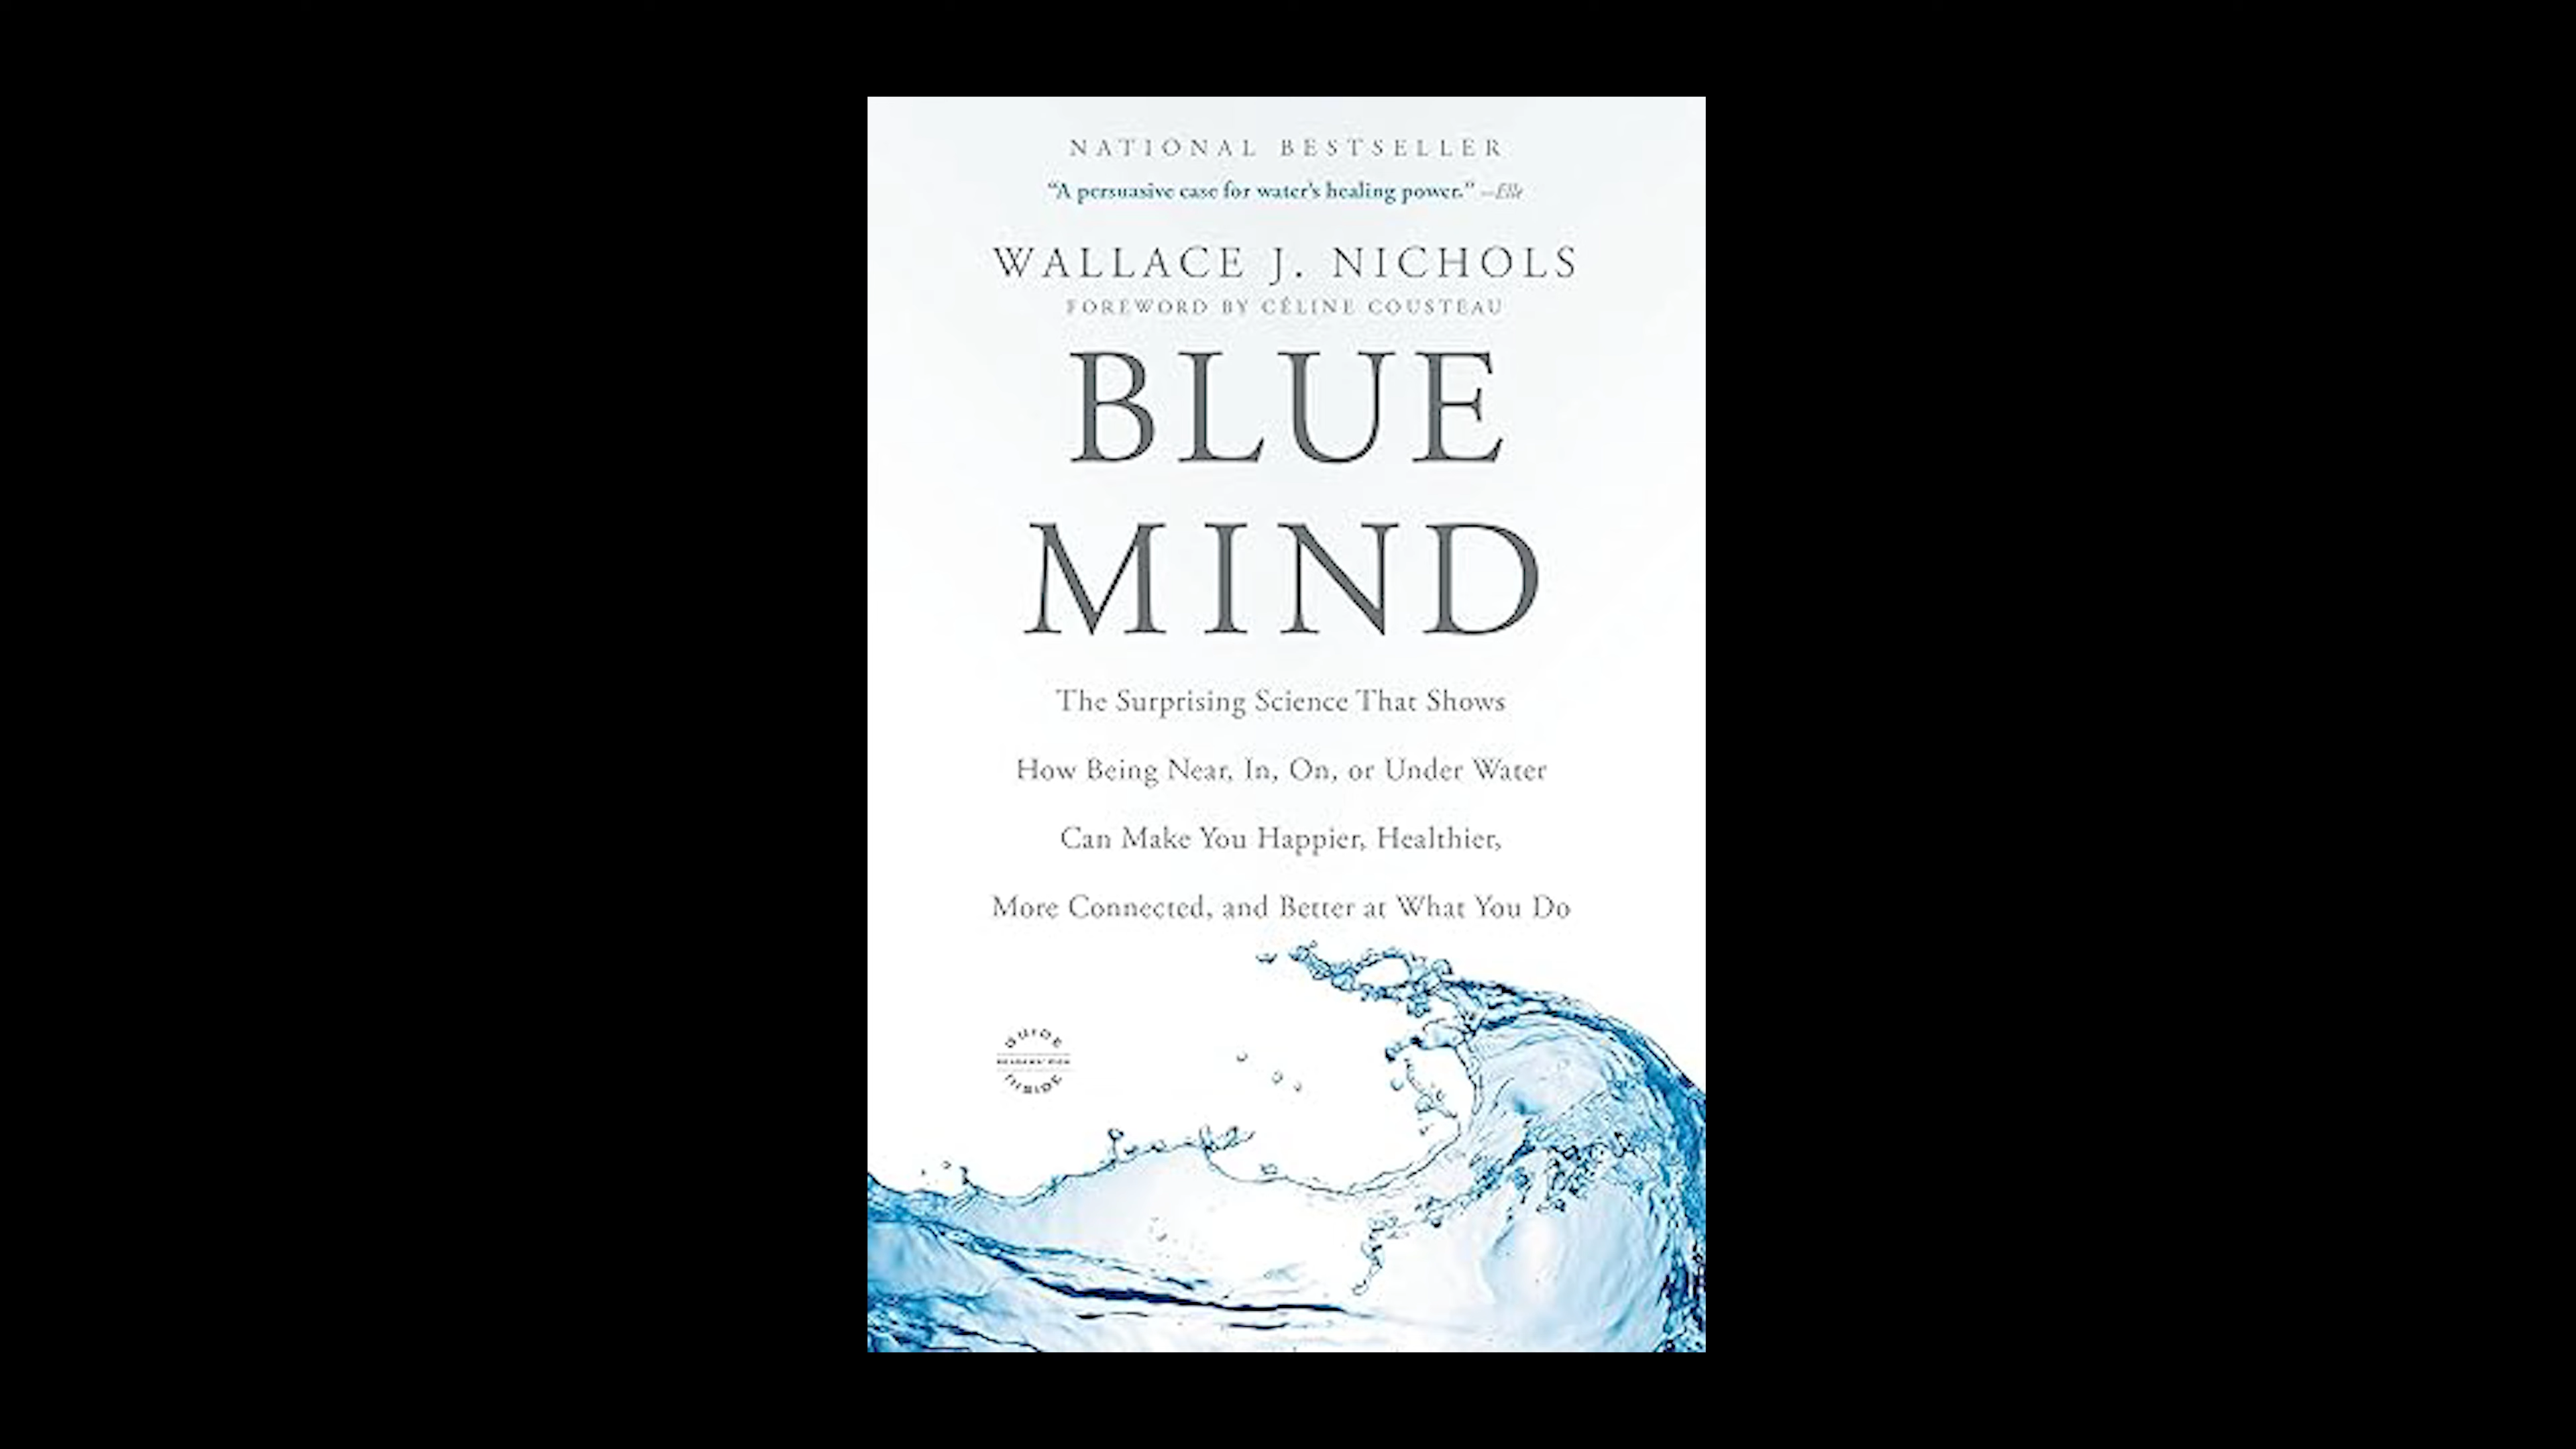 NATIONAL BESTSELLER
“A persuasive case for water’s healing power.” —Elle
WALLACE J. NICHOLS
FOREWORD BY CÉLINE COUSTEAU
BLUE
MIND
The Surprising Science That Shows
How Being Near, In, On, or Under Water
Can Make You Happier, Healthier,
More Connected, and Better at What You Do
GUIDE
INSIDE